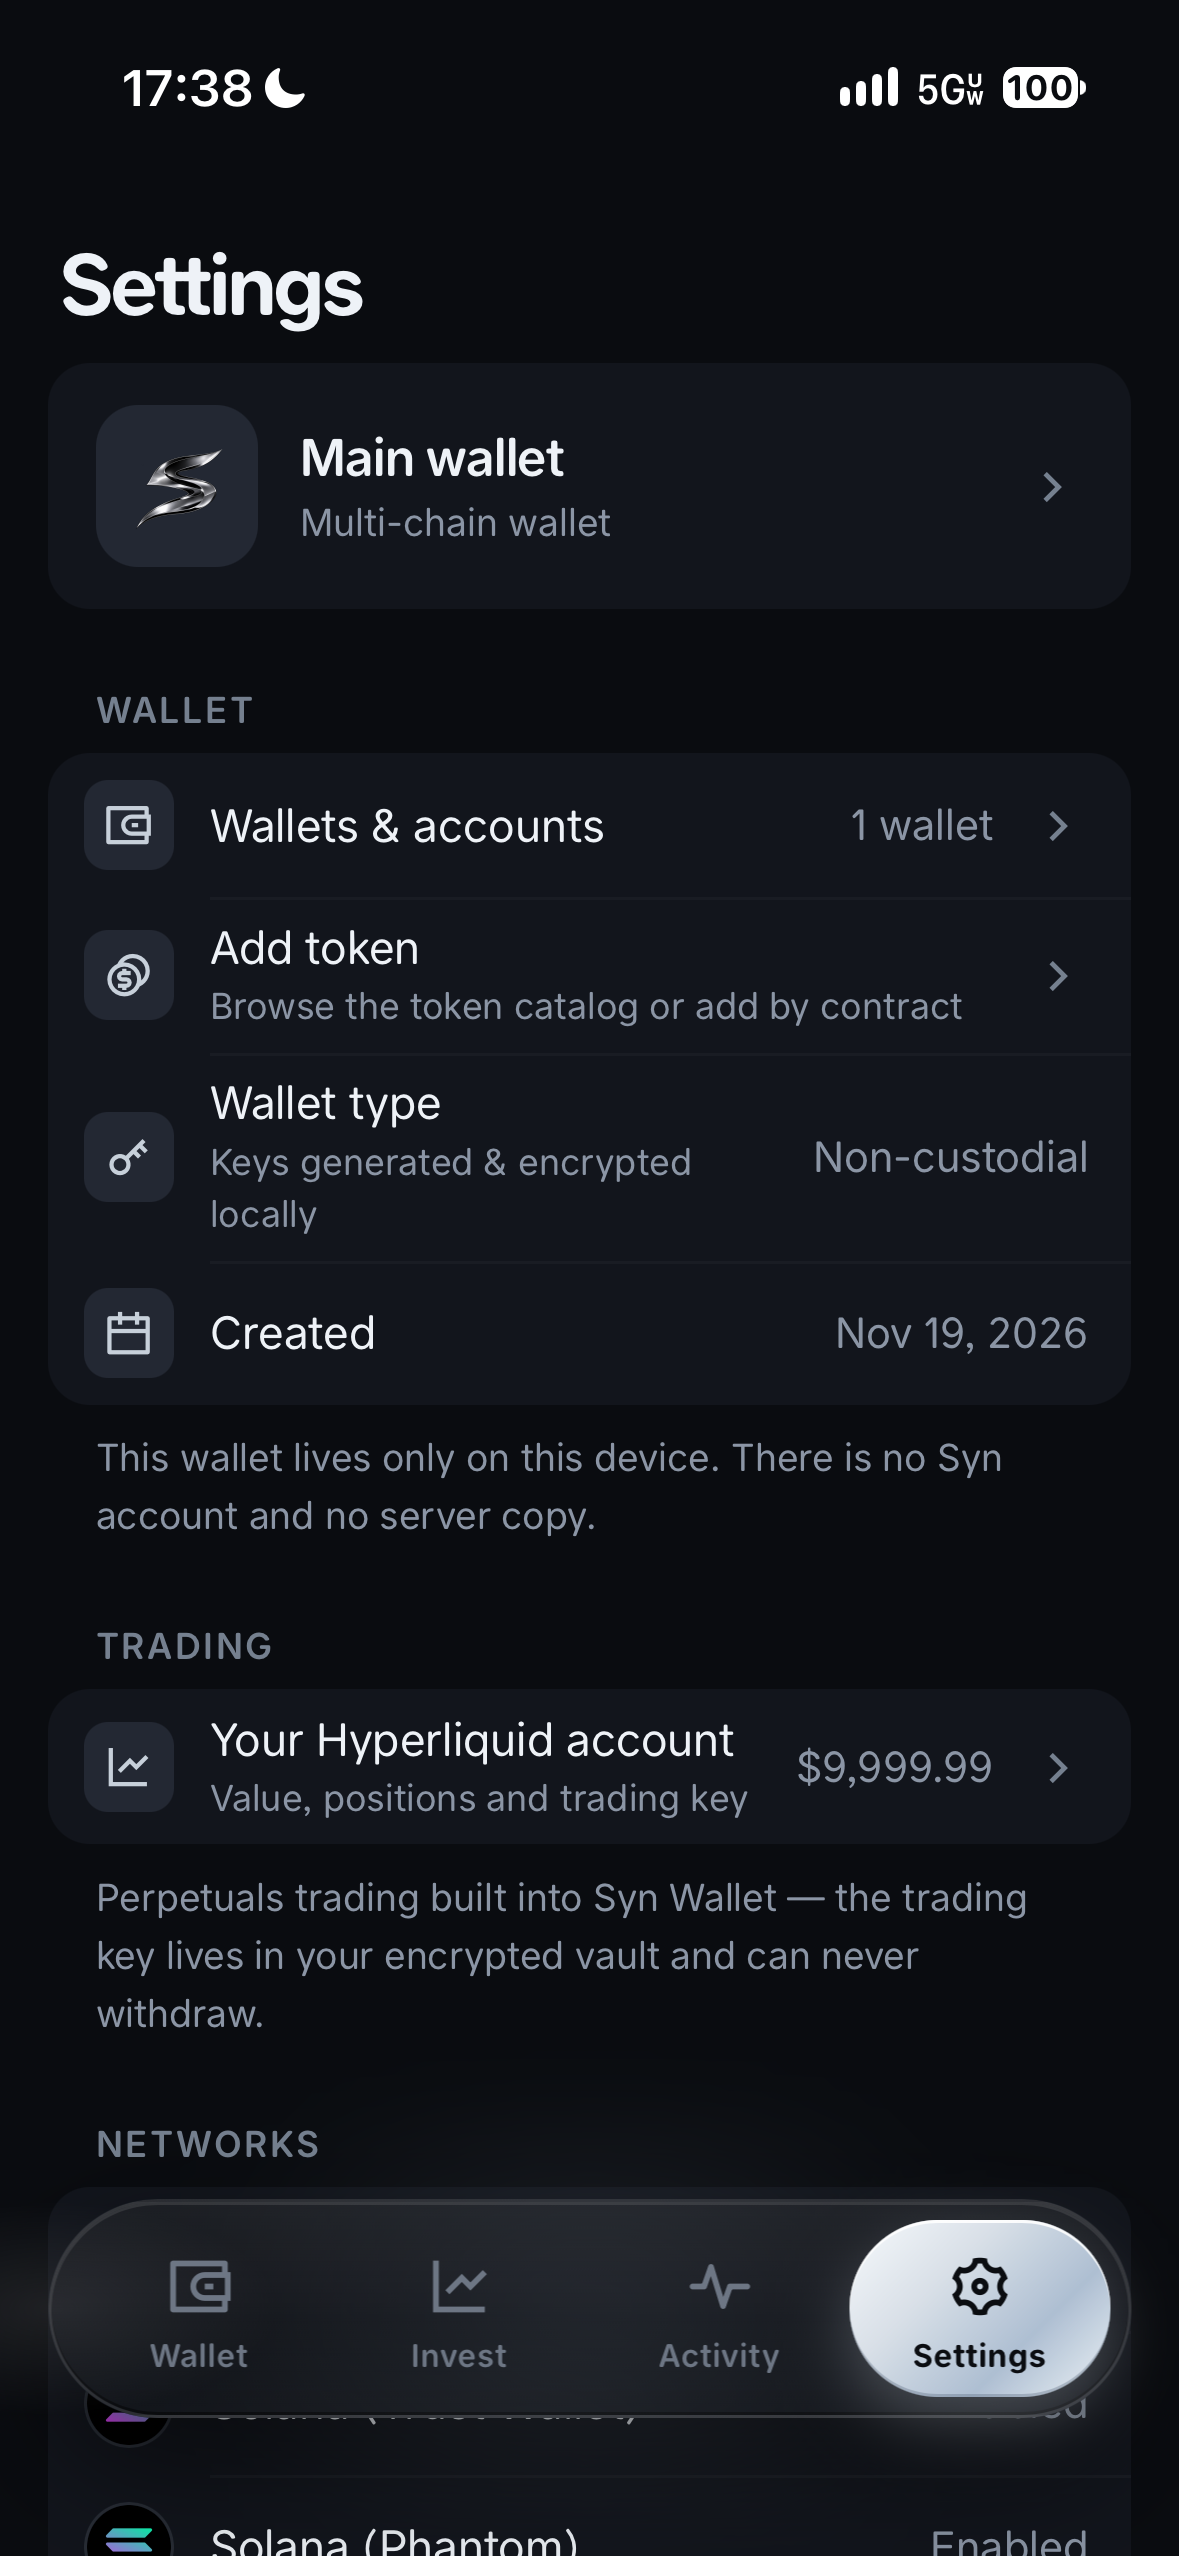 17:38
5G UW 100
Settings
Main wallet
Multi-chain wallet
WALLET
Wallets & accounts
1 wallet
Add token
Browse the token catalog or add by contract
Wallet type
Keys generated & encrypted
locally
Non-custodial
Created
Nov 19, 2026
This wallet lives only on this device. There is no Syn
account and no server copy.
TRADING
Your Hyperliquid account
Value, positions and trading key
$9,999.99
Perpetuals trading built into Syn Wallet — the trading
key lives in your encrypted vault and can never
withdraw.
NETWORKS
Wallet
Invest
Activity
Settings
Solana (Phantom)
Enabled